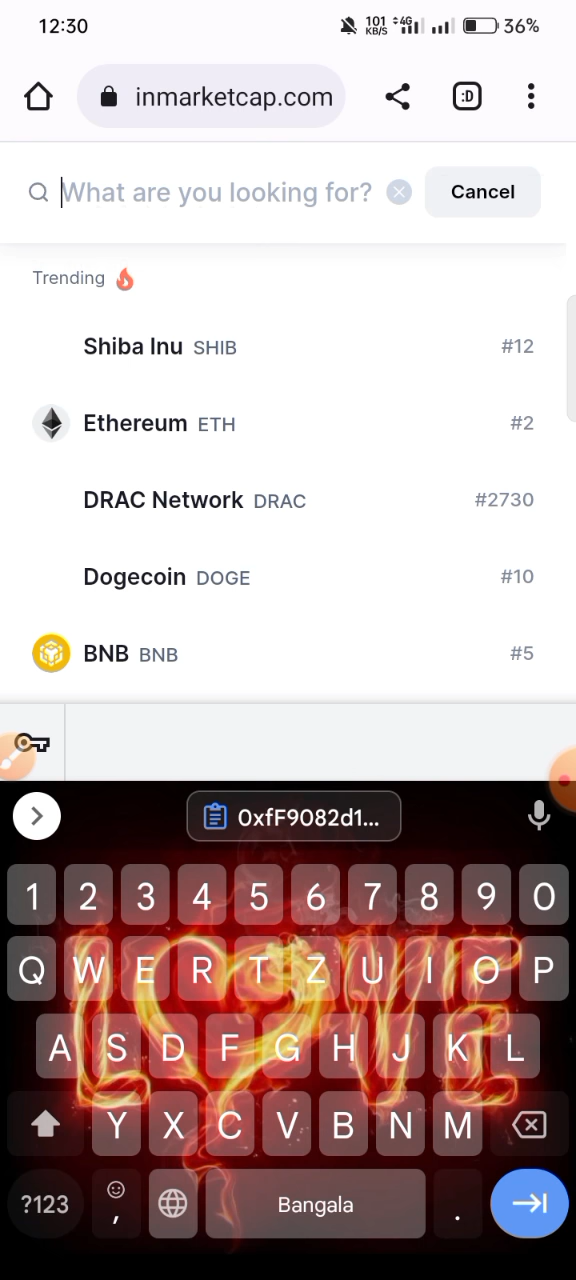 12:30 101 KB/S 4G 36%
inmarketcap.com :D
What are you looking for? Cancel
Trending
Shiba Inu SHIB #12
Ethereum ETH #2
DRAC Network DRAC #2730
Dogecoin DOGE #10
BNB BNB #5
0xfF9082d1...
1 2 3 4 5 6 7 8 9 0
Q W E R T Z U I O P
A S D F G H J K L
Y X C V B N M
?123 , Bangala .
LOVE